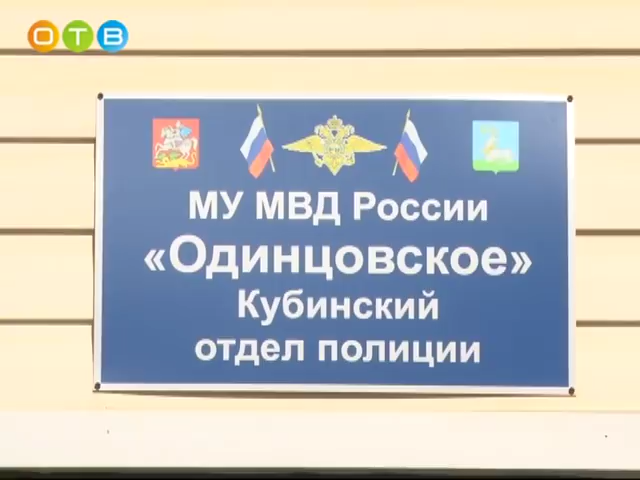 ОТВ
МУ МВД России
«Одинцовское»
Кубинский
отдел полиции